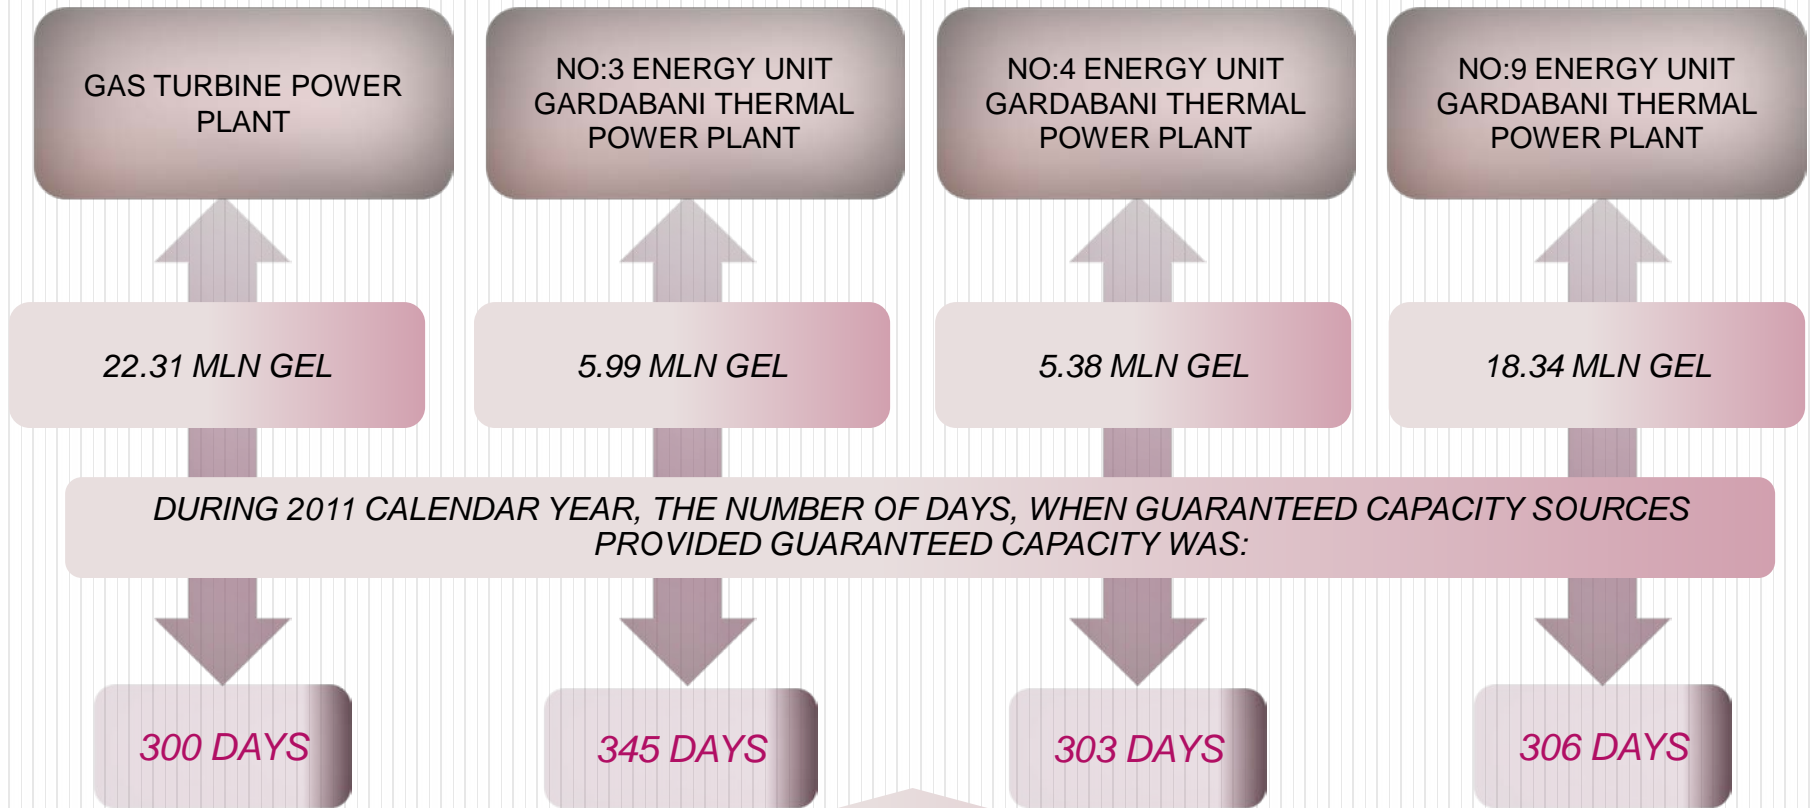 GAS TURBINE POWER
PLANT
NO:3 ENERGY UNIT
GARDABANI THERMAL
POWER PLANT
NO:4 ENERGY UNIT
GARDABANI THERMAL
POWER PLANT
NO:9 ENERGY UNIT
GARDABANI THERMAL
POWER PLANT
22.31 MLN GEL
5.99 MLN GEL
5.38 MLN GEL
18.34 MLN GEL
DURING 2011 CALENDAR YEAR, THE NUMBER OF DAYS, WHEN GUARANTEED CAPACITY SOURCES
PROVIDED GUARANTEED CAPACITY WAS:
300 DAYS
345 DAYS
303 DAYS
306 DAYS